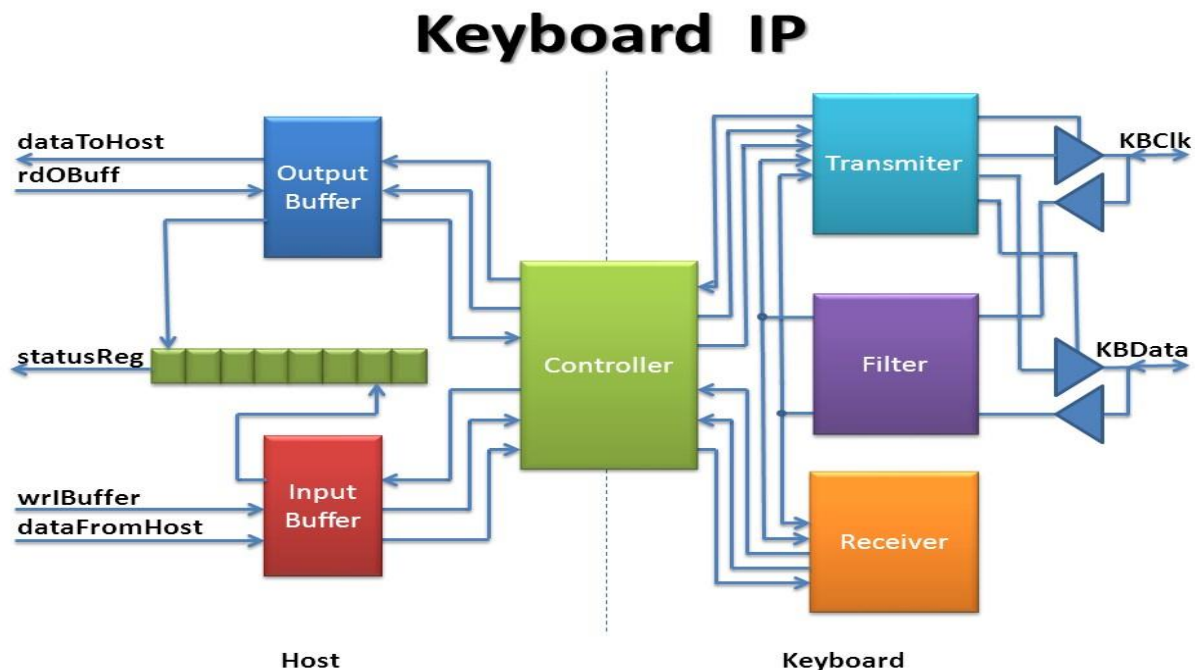 Keyboard IP
dataToHost
rdOBuff
Output
Buffer
statusReg
wrIBuffer
dataFromHost
Input
Buffer
Controller
Transmiter
KBClk
Filter
KBData
Receiver
Host
Keyboard